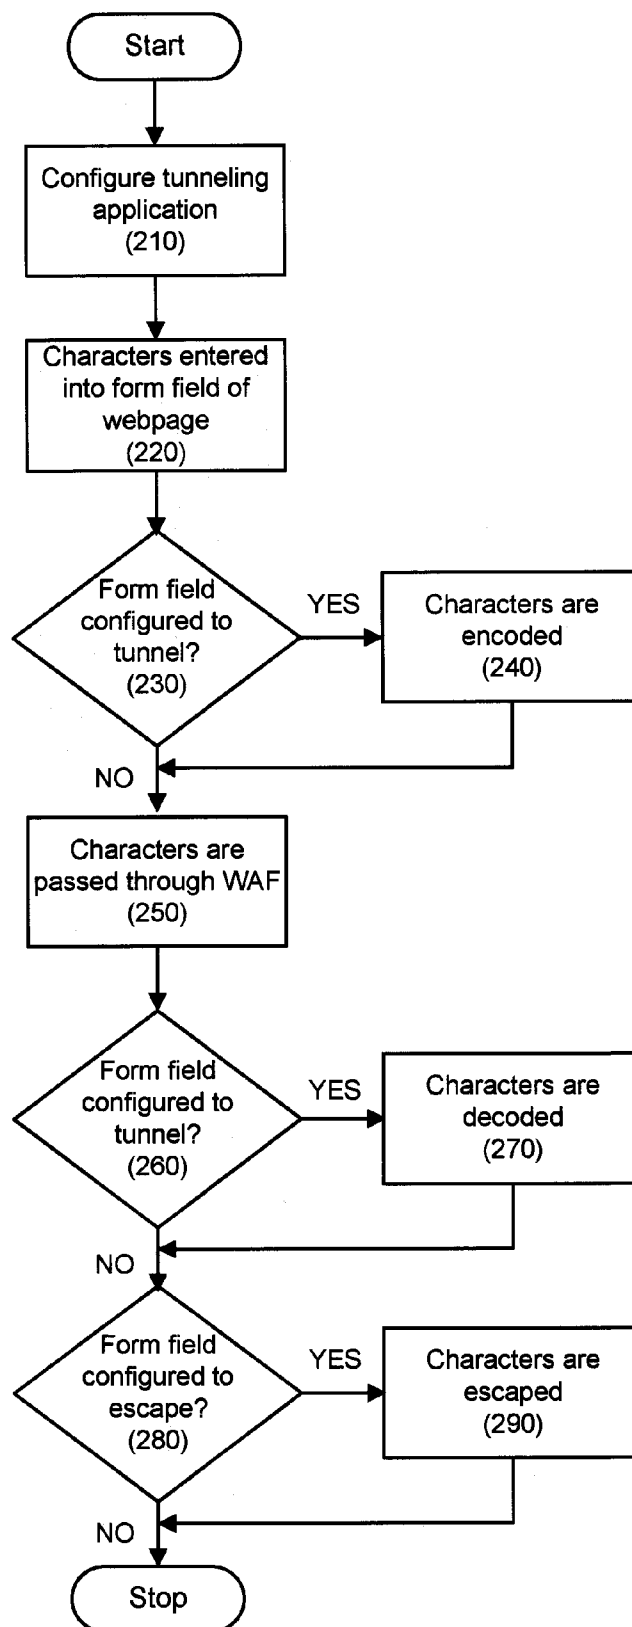 Start
Configure tunneling
application
(210)
Characters entered
into form field of
webpage
(220)
Form field
configured to
tunnel?
(230)
YES
Characters are
encoded
(240)
NO
Characters are
passed through WAF
(250)
Form field
configured to
tunnel?
(260)
YES
Characters are
decoded
(270)
NO
Form field
configured to
escape?
(280)
YES
Characters are
escaped
(290)
NO
Stop